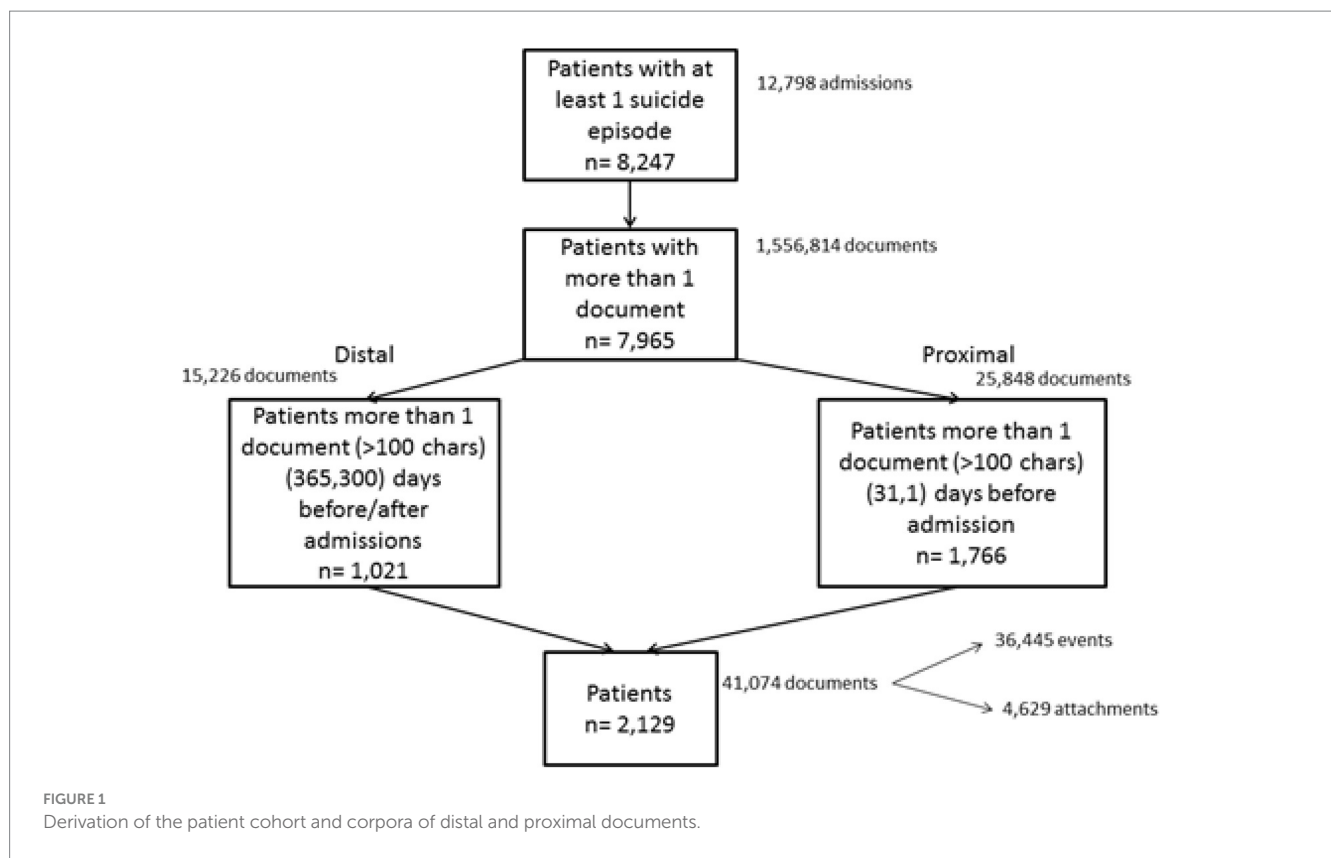 Patients with at
least 1 suicide
episode
n= 8,247
12,798 admissions
Patients with
more than 1
document
n= 7,965
1,556,814 documents
Distal
15,226 documents
Proximal
25,848 documents
Patients more than 1
document (>100 chars)
(365,300) days
before/after
admissions
n= 1,021
Patients more than 1
document (>100 chars)
(31,1) days before
admission
n= 1,766
Patients
n= 2,129
41,074 documents
36,445 events
4,629 attachments
FIGURE 1
Derivation of the patient cohort and corpora of distal and proximal documents.